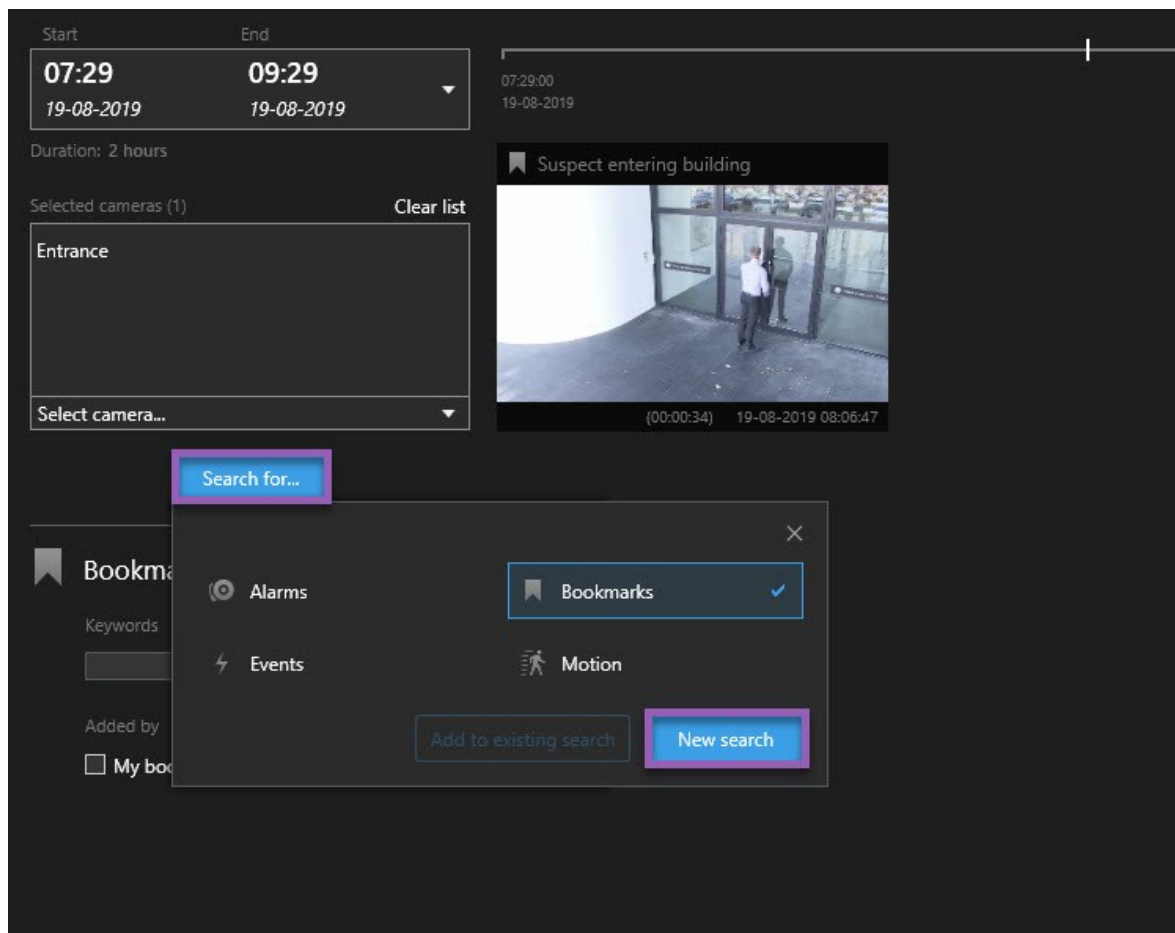 Start End
07:29 09:29
19-08-2019 19-08-2019
Duration: 2 hours
Selected cameras (1) Clear list
Entrance
Select camera...
07:29:00
19-08-2019
Suspect entering building
(00:00:34) 19-08-2019 08:06:47
Search for...
Bookma
Keywords
Added by
My boo
Alarms
Bookmarks
Events
Motion
Add to existing search
New search